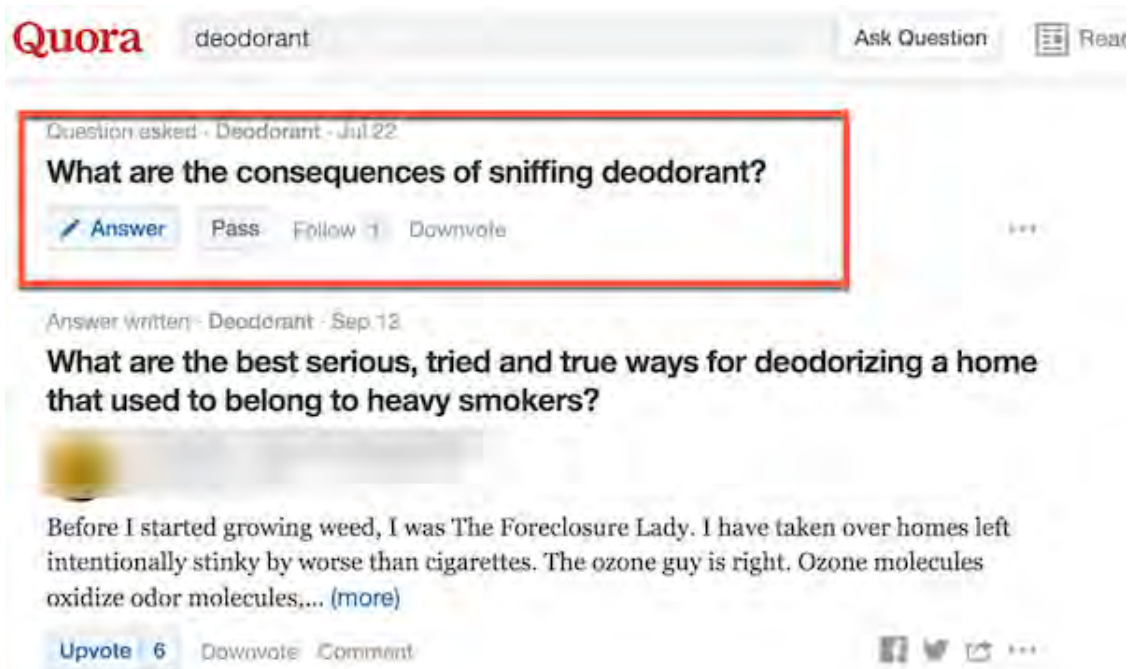 Quora deodorant Ask Question Read
Question asked · Deodorant · Jul 22
What are the consequences of sniffing deodorant?
Answer Pass Follow 1 Downvote
Answer written · Deodorant · Sep 12
What are the best serious, tried and true ways for deodorizing a home
that used to belong to heavy smokers?
Before I started growing weed, I was The Foreclosure Lady. I have taken over homes left
intentionally stinky by worse than cigarettes. The ozone guy is right. Ozone molecules
oxidize odor molecules,... (more)
Upvote 6 Downvote Comment